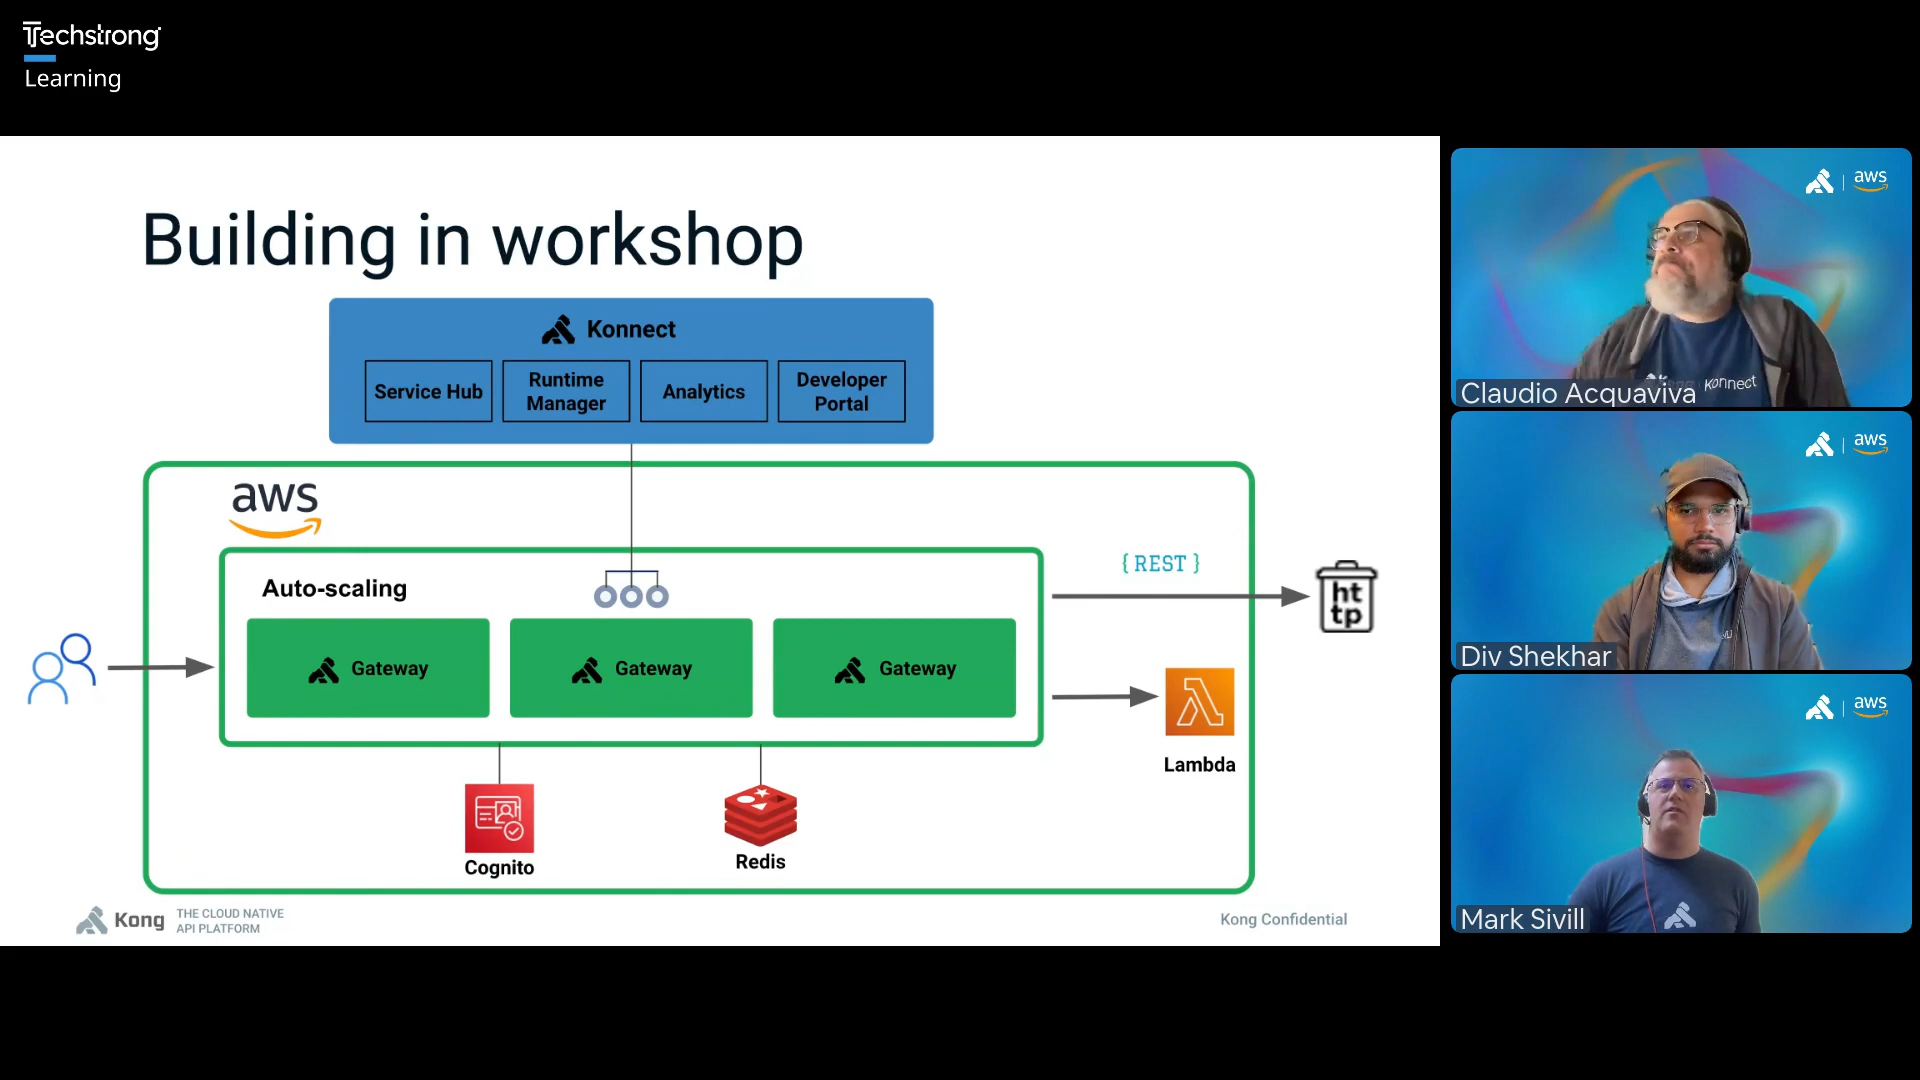 Techstrong
Learning
Building in workshop
Konnect
Service Hub
Runtime
Manager
Analytics
Developer
Portal
aws
Auto-scaling
Gateway
Gateway
Gateway
{ REST }
ht
tp
Lambda
Cognito
Redis
Kong
THE CLOUD NATIVE
API PLATFORM
Kong Confidential
aws
Konnect
Claudio Acquaviva
aws
Div Shekhar
aws
Mark Sivill